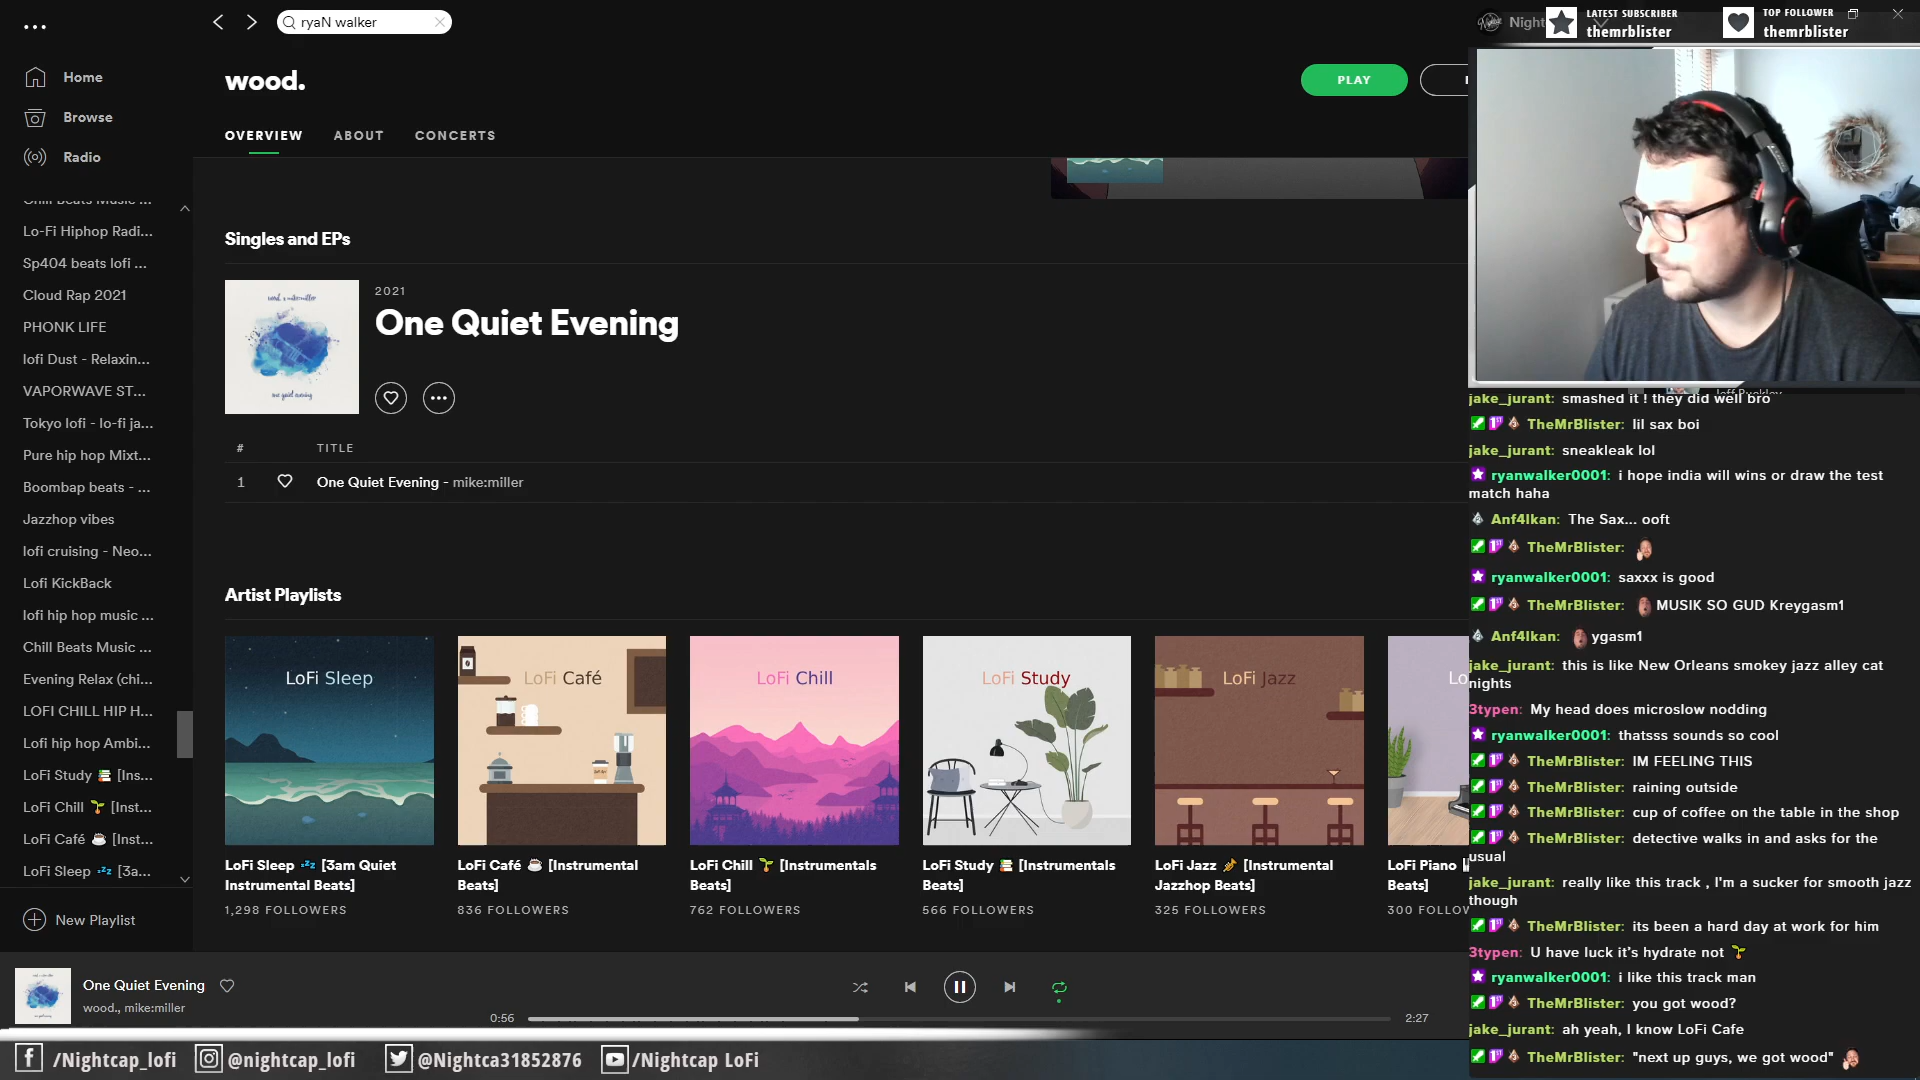 ryaN walker
Night
LATEST SUBSCRIBER
themrblister
TOP FOLLOWER
themrblister
Home
Browse
Radio
Chill Beats Music ...
Lo-Fi Hiphop Radi...
Sp404 beats lofi ...
Cloud Rap 2021
PHONK LIFE
lofi Dust - Relaxin...
VAPORWAVE ST...
Tokyo lofi - lo-fi ja...
Pure hip hop Mixt...
Boombap beats - ...
Jazzhop vibes
lofi cruising - Neo...
Lofi KickBack
lofi hip hop music ...
Chill Beats Music ...
Evening Relax (chi...
LOFI CHILL HIP H...
Lofi hip hop Ambi...
LoFi Study 📚 [Ins...
LoFi Chill 🌱 [Inst...
LoFi Café ☕ [Inst...
LoFi Sleep 💤 [3a...
New Playlist
wood.
PLAY
OVERVIEW ABOUT CONCERTS
Singles and EPs
wood. x mike:miller
one quiet evening
2021
One Quiet Evening
# TITLE
1 One Quiet Evening - mike:miller
Artist Playlists
LoFi Sleep
LoFi Café
LoFi Chill
LoFi Study
LoFi Jazz
Lo
LoFi Sleep 💤 [3am Quiet
Instrumental Beats]
1,298 FOLLOWERS
LoFi Café ☕ [Instrumental
Beats]
836 FOLLOWERS
LoFi Chill 🌱 [Instrumentals
Beats]
762 FOLLOWERS
LoFi Study 📚 [Instrumentals
Beats]
566 FOLLOWERS
LoFi Jazz 🎺 [Instrumental
Jazzhop Beats]
325 FOLLOWERS
LoFi Piano
Beats]
300 FOLLOW
jake_jurant: smashed it ! they did well bro
TheMrBlister: lil sax boi
jake_jurant: sneakleak lol
ryanwalker0001: i hope india will wins or draw the test
match haha
Anf4lkan: The Sax... ooft
TheMrBlister:
ryanwalker0001: saxxx is good
TheMrBlister: MUSIK SO GUD Kreygasm1
Anf4lkan: ygasm1
jake_jurant: this is like New Orleans smokey jazz alley cat
nights
3typen: My head does microslow nodding
ryanwalker0001: thatsss sounds so cool
TheMrBlister: IM FEELING THIS
TheMrBlister: raining outside
TheMrBlister: cup of coffee on the table in the shop
TheMrBlister: detective walks in and asks for the
usual
jake_jurant: really like this track , I'm a sucker for smooth jazz
though
TheMrBlister: its been a hard day at work for him
3typen: U have luck it's hydrate not 🌱
ryanwalker0001: i like this track man
TheMrBlister: you got wood?
jake_jurant: ah yeah, I know LoFi Cafe
TheMrBlister: "next up guys, we got wood"
One Quiet Evening
wood., mike:miller
0:56
2:27
/Nightcap_lofi
@nightcap_lofi
@Nightca31852876
/Nightcap LoFi